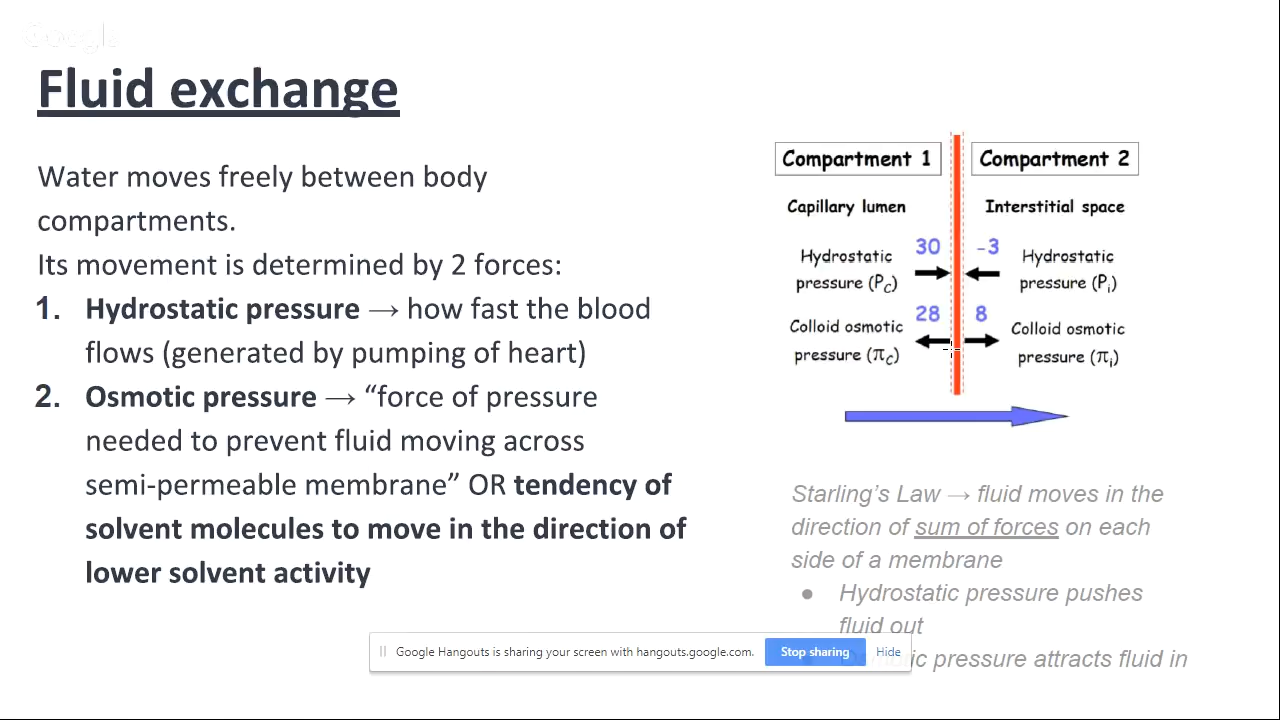 Google
Fluid exchange
Water moves freely between body
compartments.
Its movement is determined by 2 forces:
1. Hydrostatic pressure → how fast the blood
flows (generated by pumping of heart)
2. Osmotic pressure → “force of pressure
needed to prevent fluid moving across
semi-permeable membrane” OR tendency of
solvent molecules to move in the direction of
lower solvent activity
Compartment 1
Compartment 2
Capillary lumen
Interstitial space
30
-3
Hydrostatic
pressure (PC)
Hydrostatic
pressure (Pi)
28
8
Colloid osmotic
pressure (πc)
Colloid osmotic
pressure (πi)
Starling's Law → fluid moves in the
direction of sum of forces on each
side of a membrane
● Hydrostatic pressure pushes
fluid out
pressure attracts fluid in
Google Hangouts is sharing your screen with hangouts.google.com.
Stop sharing
Hide